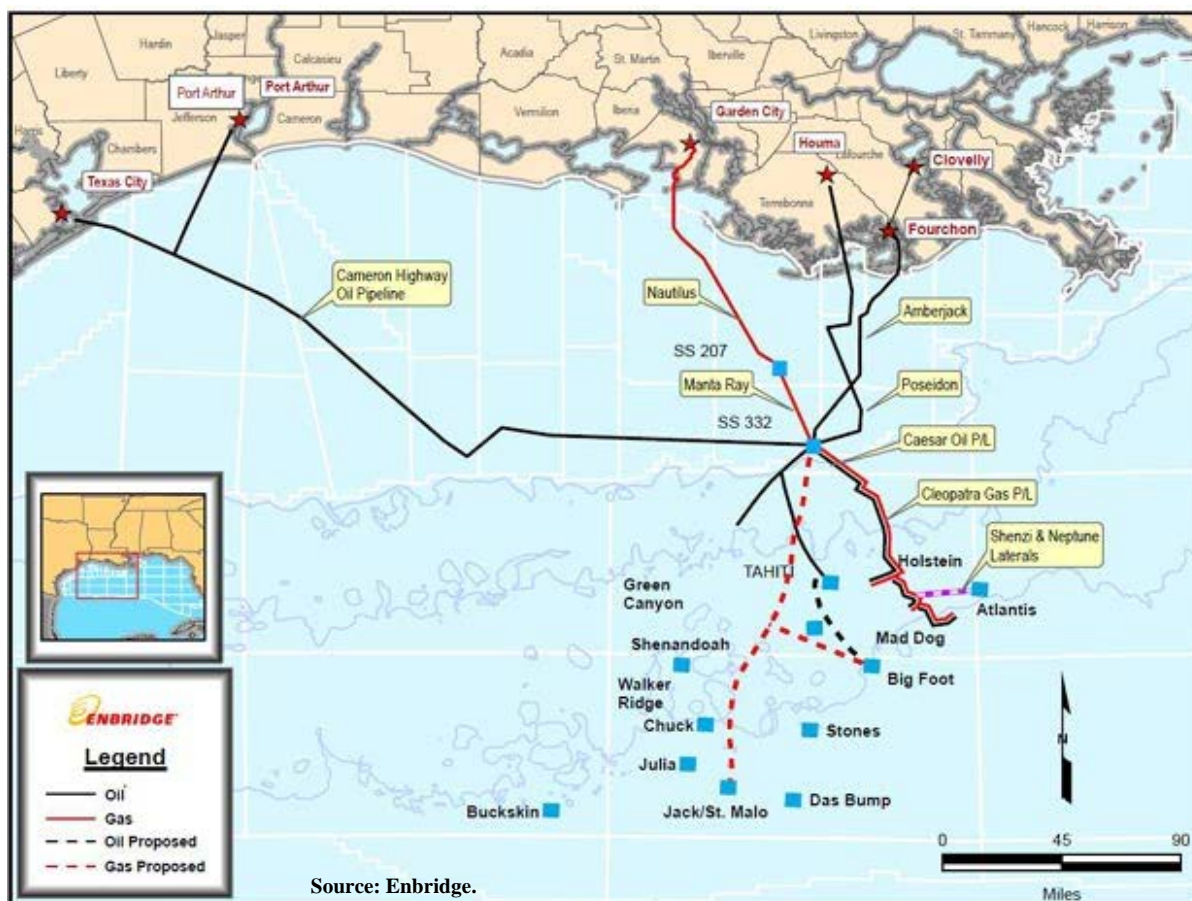 Jasper
Hardin
Liberty
Calcasieu
Acadia
St. Martin
Iberville
Livingston
St. Tammany
Hancock
Harrison
Port Arthur
Port Arthur
Jefferson
Cameron
Vermilion
Iberia
Garden City
Harris
Chambers
Houma
Lafourche
Clovelly
Texas City
Terrebonne
Fourchon
Cameron Highway
Oil Pipeline
Nautilus
Amberjack
SS 207
Manta Ray
Poseidon
SS 332
Caesar Oil P/L
Cleopatra Gas P/L
Shenzi & Neptune
Laterals
Holstein
TAHITI
Green
Canyon
Atlantis
Mad Dog
Shenandoah
Big Foot
Walker
Ridge
Chuck
Stones
Julia
Jack/St. Malo
Das Bump
Buckskin
ENBRIDGE
Legend
Oil
Gas
Oil Proposed
Gas Proposed
N
0 45 90
Miles
Source: Enbridge.